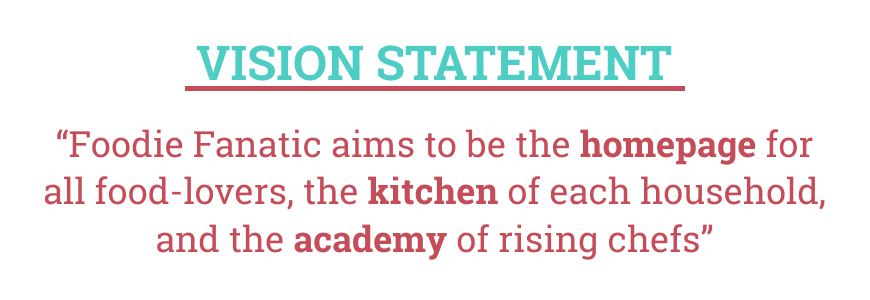 VISION STATEMENT
“Foodie Fanatic aims to be the homepage for
all food-lovers, the kitchen of each household,
and the academy of rising chefs”